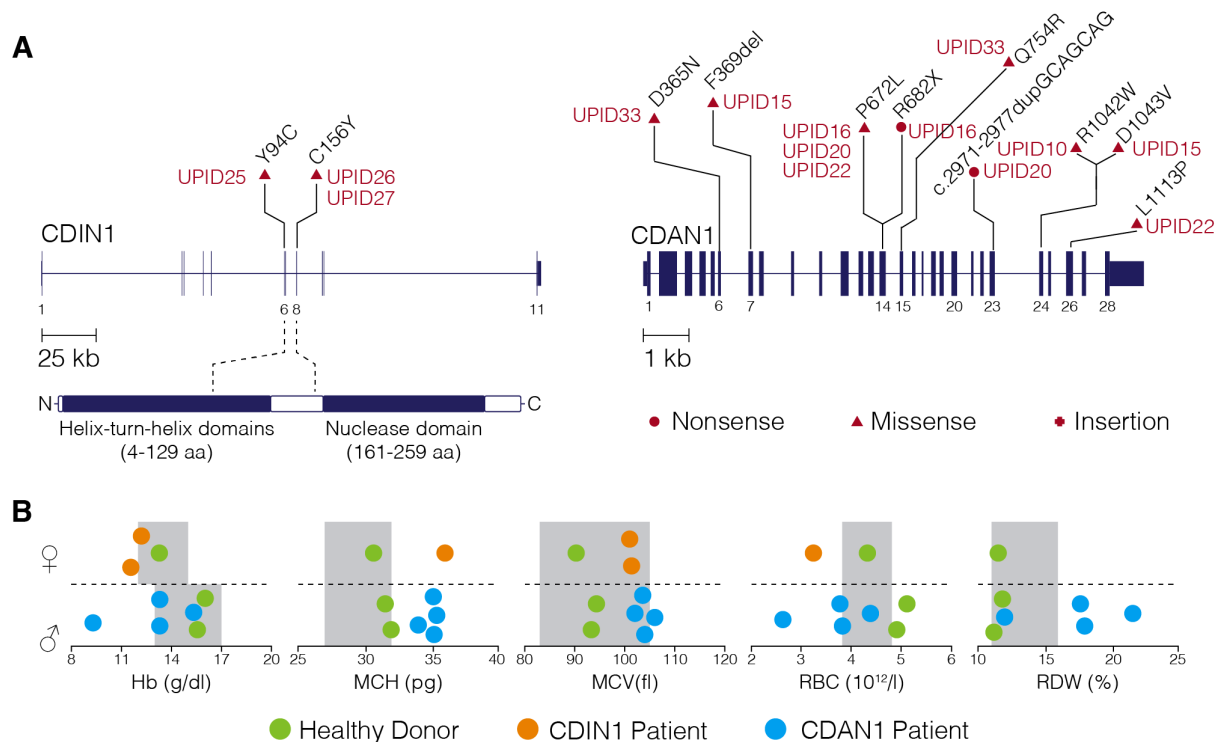 A
UPID25
Y94C
C156Y
UPID26
UPID27
CDIN1
1
6
8
11
25 kb
N
C
Helix-turn-helix domains
(4-129 aa)
Nuclease domain
(161-259 aa)
UPID33
D365N
F369del
UPID15
P672L
UPID16
UPID20
UPID22
R682X
UPID16
UPID33
Q754R
c.2971-2977dupGCAGCAG
UPID20
R1042W
UPID10
D1043V
UPID15
L1113P
UPID22
CDAN1
1
6
7
14
15
20
23
24
26
28
1 kb
Nonsense
Missense
Insertion
B
♀
♂
8 11 14 17 20
Hb (g/dl)
25 30 35 40
MCH (pg)
80 90 100 110 120
MCV(fl)
2 3 4 5 6
RBC (10¹²/l)
10 15 20 25
RDW (%)
Healthy Donor
CDIN1 Patient
CDAN1 Patient